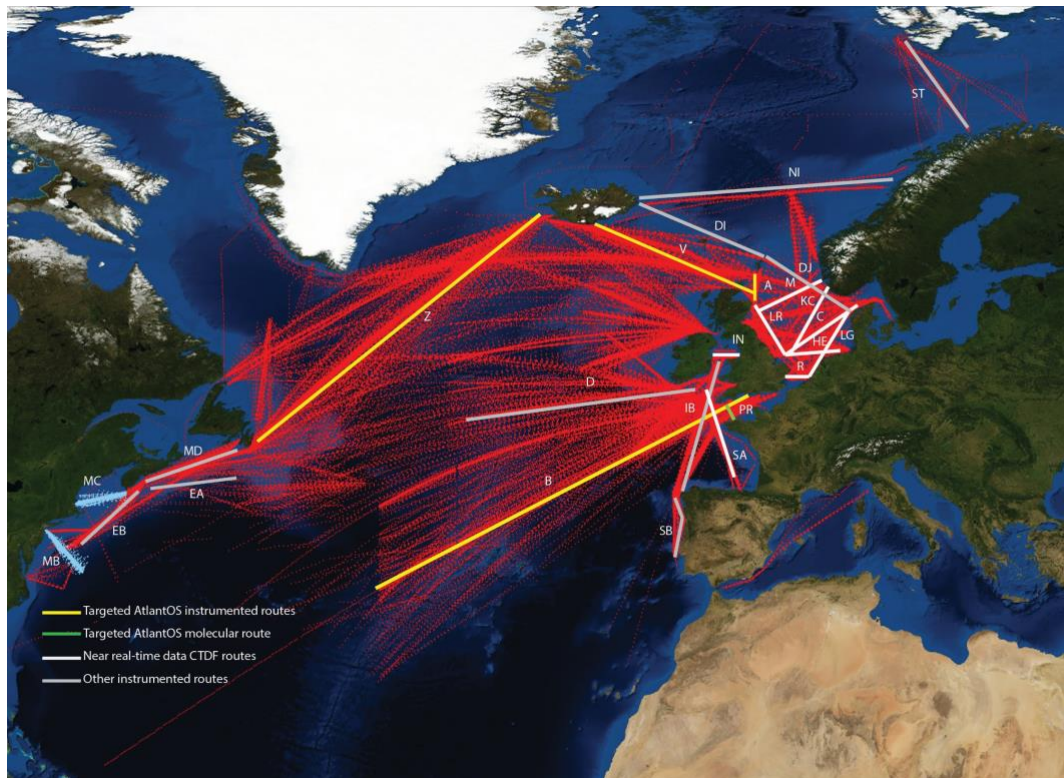 ST
NI
DI
V
DJ
A
M
KC
Z
LR
C
LG
IN
HE
R
D
IB
PR
MD
SA
MC
EA
B
EB
SB
MB
Targeted AtlantOS instrumented routes
Targeted AtlantOS molecular route
Near real-time data CTDF routes
Other instrumented routes